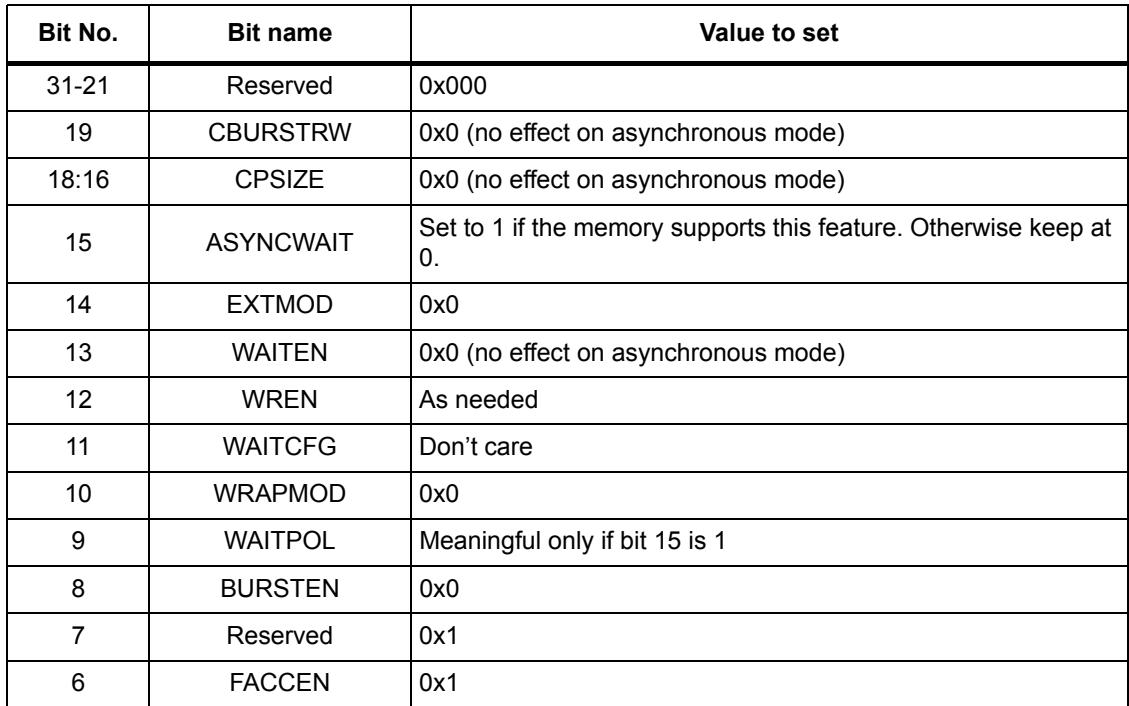 Bit No. Bit name Value to set
31-21 Reserved 0x000
19 CBURSTRW 0x0 (no effect on asynchronous mode)
18:16 CPSIZE 0x0 (no effect on asynchronous mode)
15 ASYNCWAIT Set to 1 if the memory supports this feature. Otherwise keep at
0.
14 EXTMOD 0x0
13 WAITEN 0x0 (no effect on asynchronous mode)
12 WREN As needed
11 WAITCFG Don’t care
10 WRAPMOD 0x0
9 WAITPOL Meaningful only if bit 15 is 1
8 BURSTEN 0x0
7 Reserved 0x1
6 FACCEN 0x1